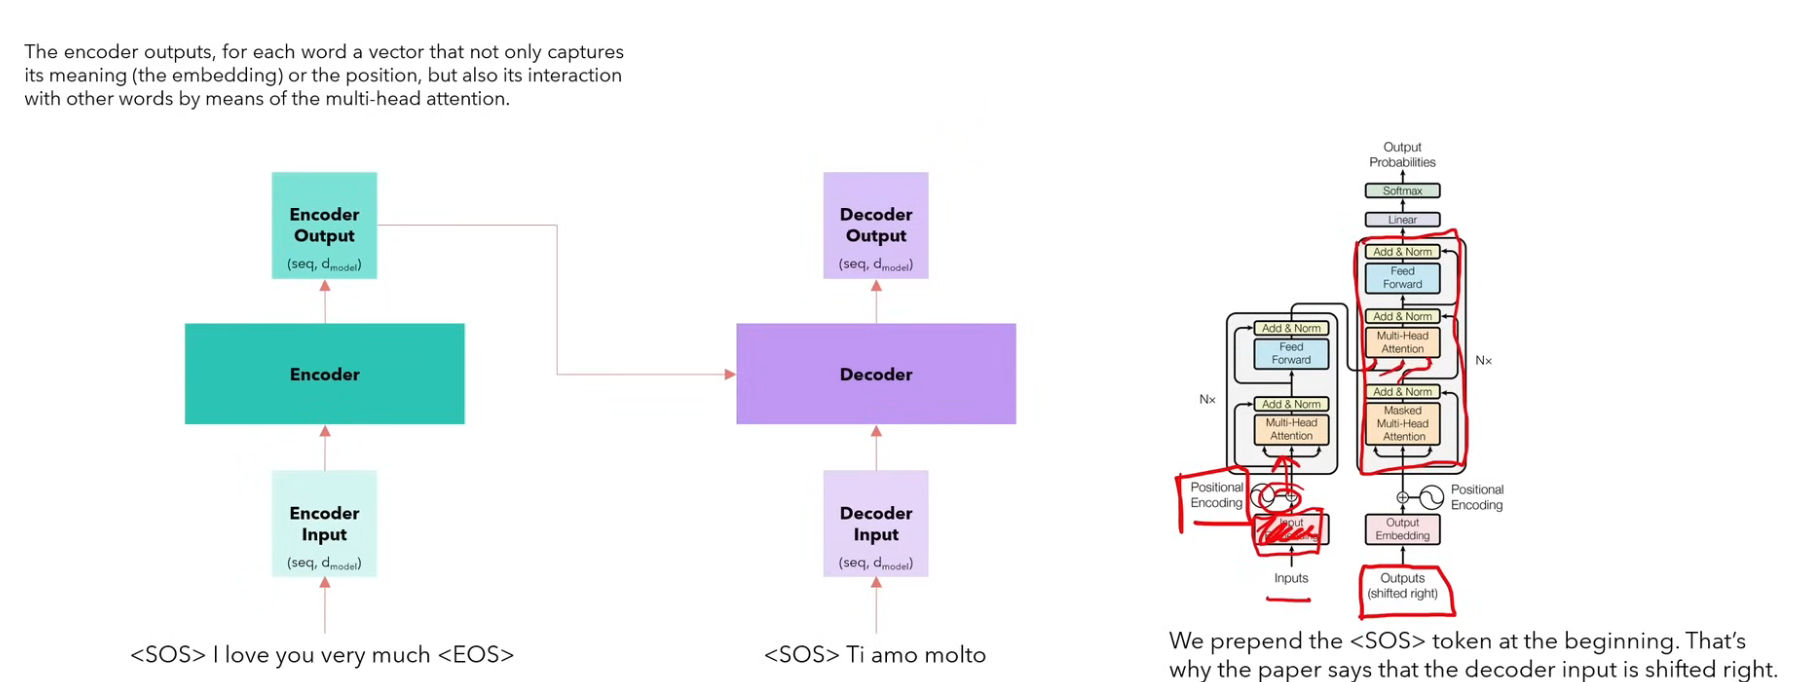 The encoder outputs, for each word a vector that not only captures
its meaning (the embedding) or the position, but also its interaction
with other words by means of the multi-head attention.
Encoder
Output
(seq, dmodel)
Encoder
Encoder
Input
(seq, dmodel)
<SOS> I love you very much <EOS>
Decoder
Output
(seq, dmodel)
Decoder
Decoder
Input
(seq, dmodel)
<SOS> Ti amo molto
Output
Probabilities
Softmax
Linear
Add & Norm
Feed
Forward
Add & Norm
Multi-Head
Attention
Nx
Add & Norm
Masked
Multi-Head
Attention
Add & Norm
Feed
Forward
Nx
Add & Norm
Multi-Head
Attention
Positional
Encoding
Input
Inputs
Positional
Encoding
Output
Embedding
Outputs
(shifted right)
We prepend the <SOS> token at the beginning. That's
why the paper says that the decoder input is shifted right.